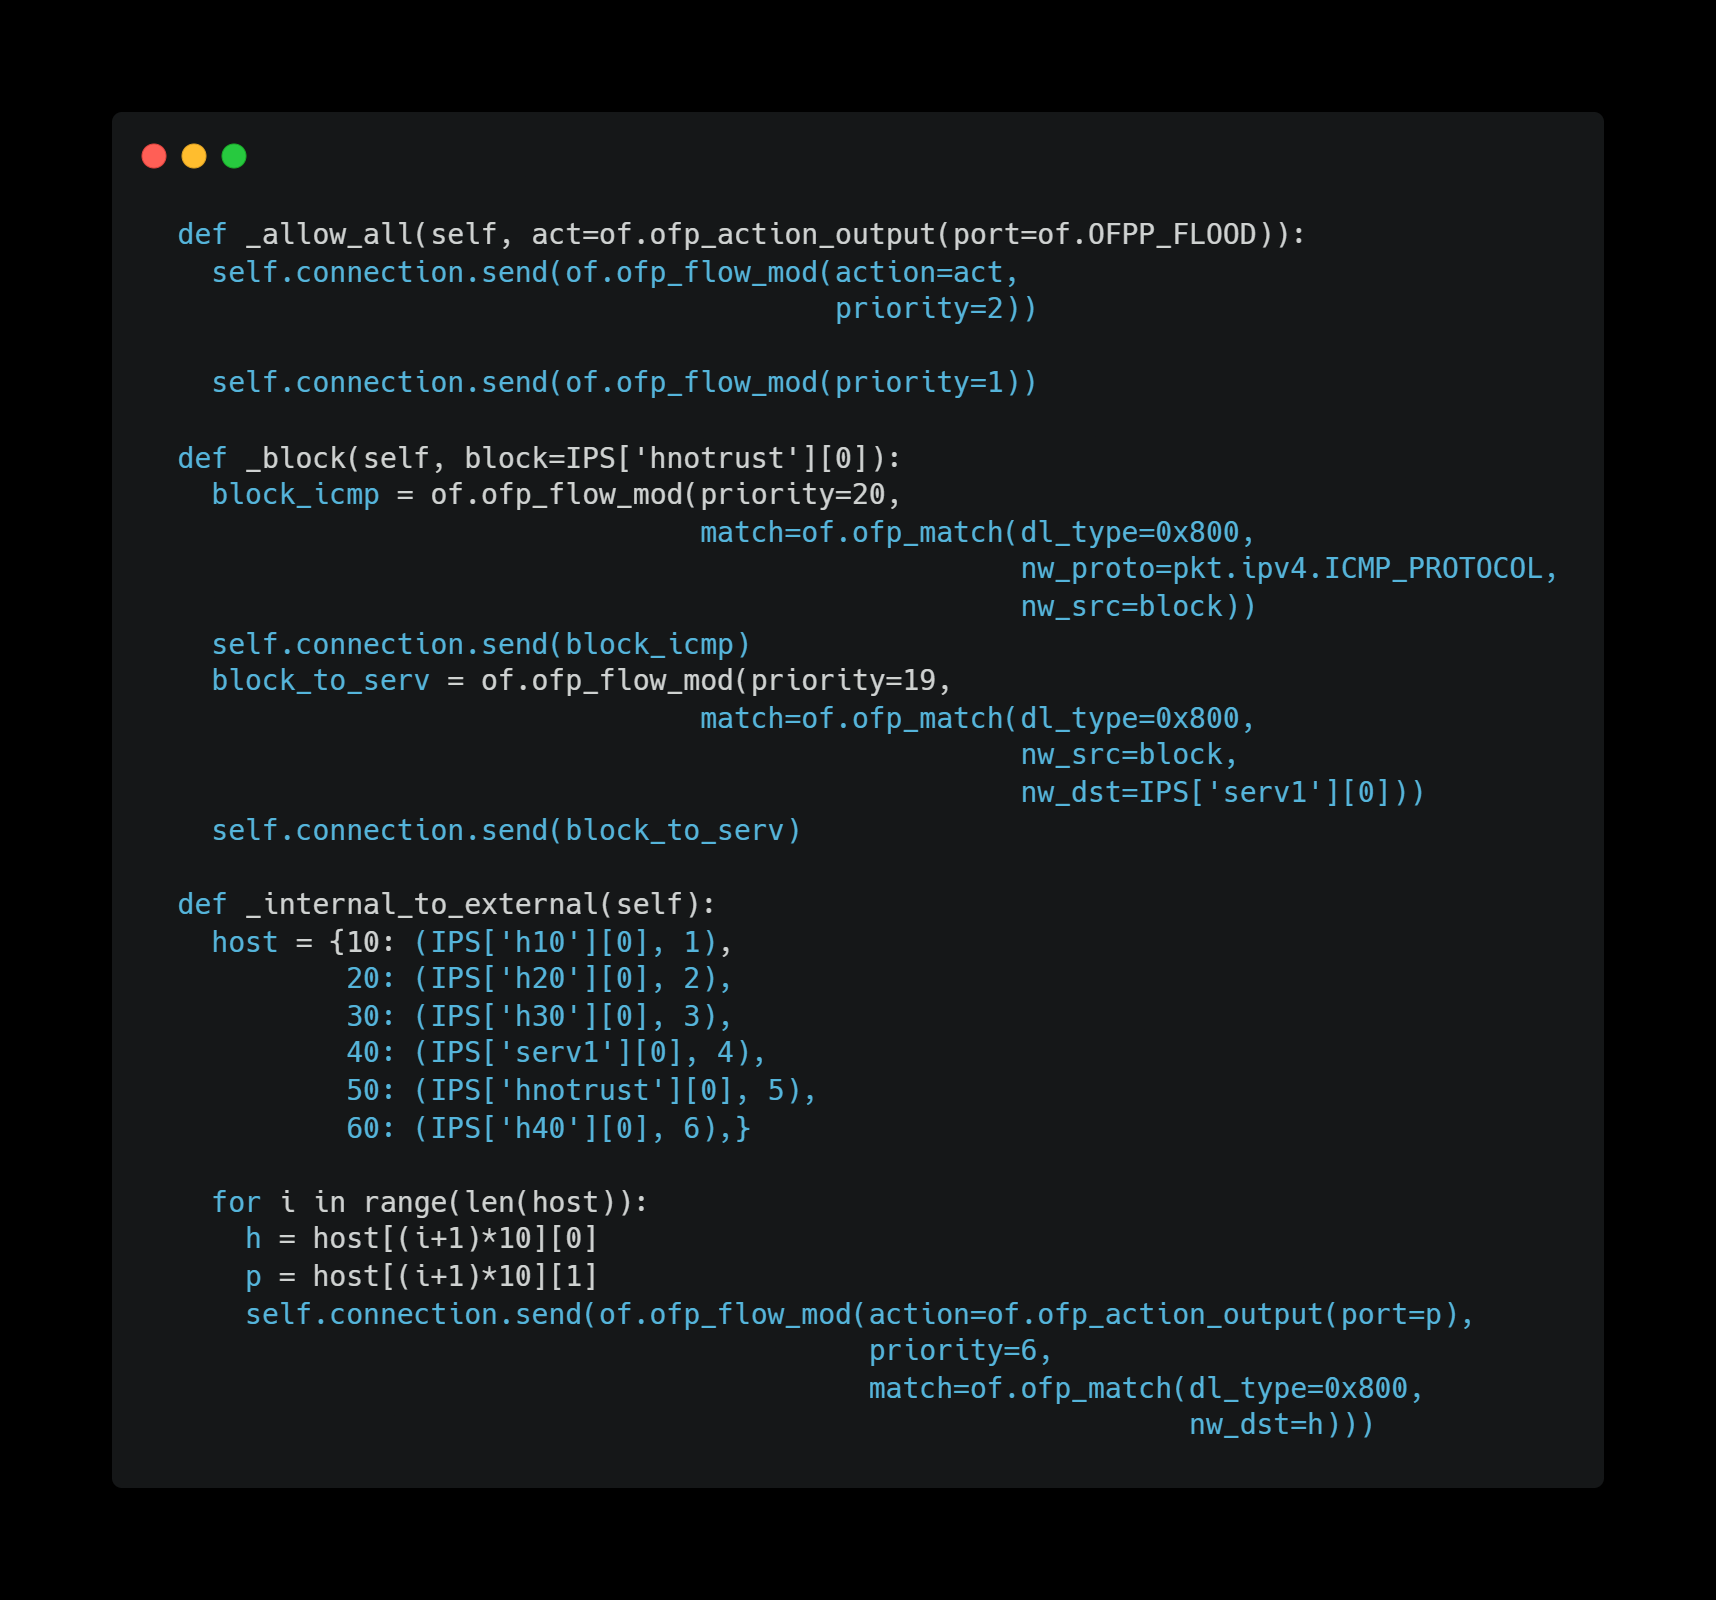 def _allow_all(self, act=of.ofp_action_output(port=of.OFPP_FLOOD)):
  self.connection.send(of.ofp_flow_mod(action=act,
                                       priority=2))

  self.connection.send(of.ofp_flow_mod(priority=1))

def _block(self, block=IPS['hnotrust'][0]):
  block_icmp = of.ofp_flow_mod(priority=20,
                               match=of.ofp_match(dl_type=0x800,
                                                  nw_proto=pkt.ipv4.ICMP_PROTOCOL,
                                                  nw_src=block))
  self.connection.send(block_icmp)
  block_to_serv = of.ofp_flow_mod(priority=19,
                               match=of.ofp_match(dl_type=0x800,
                                                  nw_src=block,
                                                  nw_dst=IPS['serv1'][0]))
  self.connection.send(block_to_serv)

def _internal_to_external(self):
  host = {10: (IPS['h10'][0], 1),
          20: (IPS['h20'][0], 2),
          30: (IPS['h30'][0], 3),
          40: (IPS['serv1'][0], 4),
          50: (IPS['hnotrust'][0], 5),
          60: (IPS['h40'][0], 6),}

  for i in range(len(host)):
    h = host[(i+1)*10][0]
    p = host[(i+1)*10][1]
    self.connection.send(of.ofp_flow_mod(action=of.ofp_action_output(port=p),
                                         priority=6,
                                         match=of.ofp_match(dl_type=0x800,
                                                            nw_dst=h)))